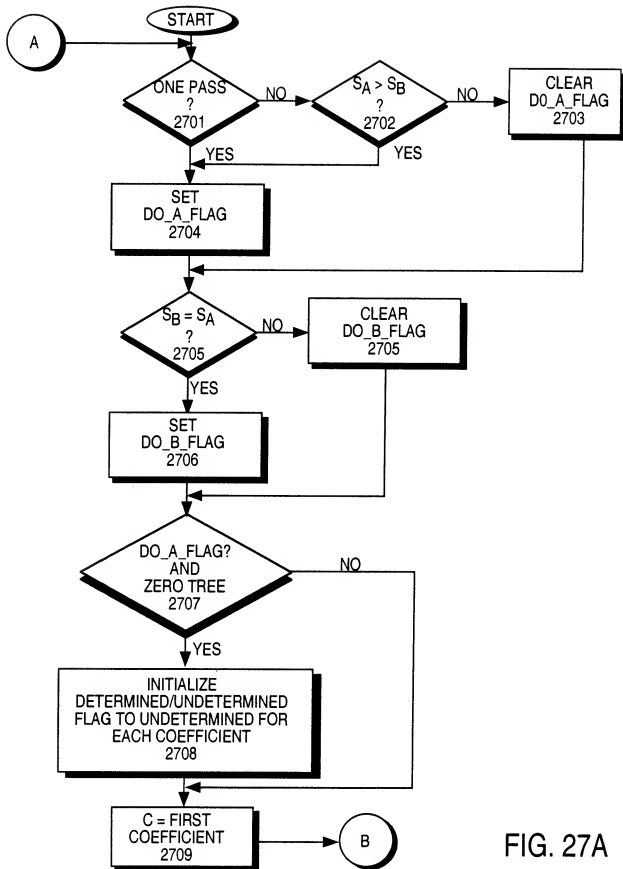 START
A
ONE PASS
?
2701
NO
SA > SB
?
2702
NO
CLEAR
D0_A_FLAG
2703
YES
YES
SET
DO_A_FLAG
2704
SB = SA
?
2705
NO
CLEAR
DO_B_FLAG
2705
YES
SET
DO_B_FLAG
2706
DO_A_FLAG?
AND
ZERO TREE
2707
NO
YES
INITIALIZE
DETERMINED/UNDETERMINED
FLAG TO UNDETERMINED FOR
EACH COEFFICIENT
2708
C = FIRST
COEFFICIENT
2709
B
FIG. 27A